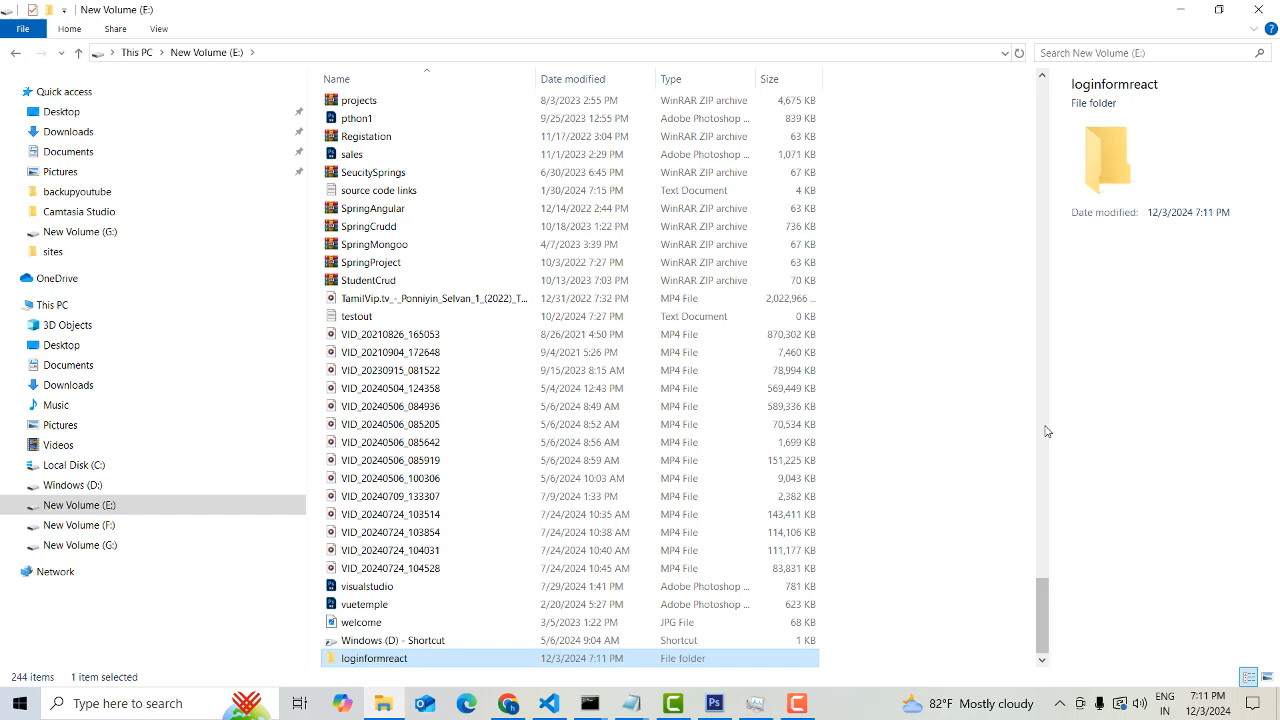 New Volume (E:)
File Home Share View
This PC New Volume (E:)
Search New Volume (E:)
Quick access
Desktop
Downloads
Documents
Pictures
backupyoutube
Camtasia Studio
New Volume (G:)
sites
OneDrive
This PC
3D Objects
Desktop
Documents
Downloads
Music
Pictures
Videos
Local Disk (C:)
Windows (D:)
New Volume (E:)
New Volume (F:)
New Volume (G:)
Network
Name Date modified Type Size
projects 8/3/2023 2:55 PM WinRAR ZIP archive 4,675 KB
pthon1 9/25/2023 12:55 PM Adobe Photoshop ... 839 KB
Registation 11/17/2022 3:04 PM WinRAR ZIP archive 63 KB
sales 11/1/2023 2:29 PM Adobe Photoshop ... 1,071 KB
SeucitySprings 6/30/2023 6:45 PM WinRAR ZIP archive 67 KB
source code links 1/30/2024 7:15 PM Text Document 4 KB
SpringAngular 12/14/2022 2:44 PM WinRAR ZIP archive 63 KB
SpringCrudd 10/18/2023 1:22 PM WinRAR ZIP archive 736 KB
SpringMongoo 4/7/2023 3:39 PM WinRAR ZIP archive 67 KB
SpringProject 10/3/2022 7:27 PM WinRAR ZIP archive 63 KB
StudentCrud 10/13/2023 7:03 PM WinRAR ZIP archive 70 KB
TamilVip.tv_-_Ponniyin_Selvan_1_(2022)_T... 12/31/2022 7:32 PM MP4 File 2,022,966 ...
testout 10/2/2024 7:27 PM Text Document 0 KB
VID_20210826_165053 8/26/2021 4:50 PM MP4 File 870,302 KB
VID_20210904_172648 9/4/2021 5:26 PM MP4 File 7,460 KB
VID_20230915_081522 9/15/2023 8:15 AM MP4 File 78,994 KB
VID_20240504_124358 5/4/2024 12:43 PM MP4 File 569,449 KB
VID_20240506_084936 5/6/2024 8:49 AM MP4 File 589,336 KB
VID_20240506_085205 5/6/2024 8:52 AM MP4 File 70,534 KB
VID_20240506_085642 5/6/2024 8:56 AM MP4 File 1,699 KB
VID_20240506_085919 5/6/2024 8:59 AM MP4 File 151,225 KB
VID_20240506_100306 5/6/2024 10:03 AM MP4 File 9,043 KB
VID_20240709_133307 7/9/2024 1:33 PM MP4 File 2,382 KB
VID_20240724_103514 7/24/2024 10:35 AM MP4 File 143,411 KB
VID_20240724_103854 7/24/2024 10:38 AM MP4 File 114,106 KB
VID_20240724_104031 7/24/2024 10:40 AM MP4 File 111,177 KB
VID_20240724_104528 7/24/2024 10:45 AM MP4 File 83,831 KB
visualstudio 7/29/2024 1:41 PM Adobe Photoshop ... 781 KB
vuetemple 2/20/2024 5:27 PM Adobe Photoshop ... 623 KB
welcome 3/5/2023 1:22 PM JPG File 68 KB
Windows (D) - Shortcut 5/6/2024 9:04 AM Shortcut 1 KB
loginformreact 12/3/2024 7:11 PM File folder
loginformreact
File folder
Date modified: 12/3/2024 7:11 PM
244 items 1 item selected
Type here to search
82°F Mostly cloudy
ENG
IN
7:11 PM
12/3/2024